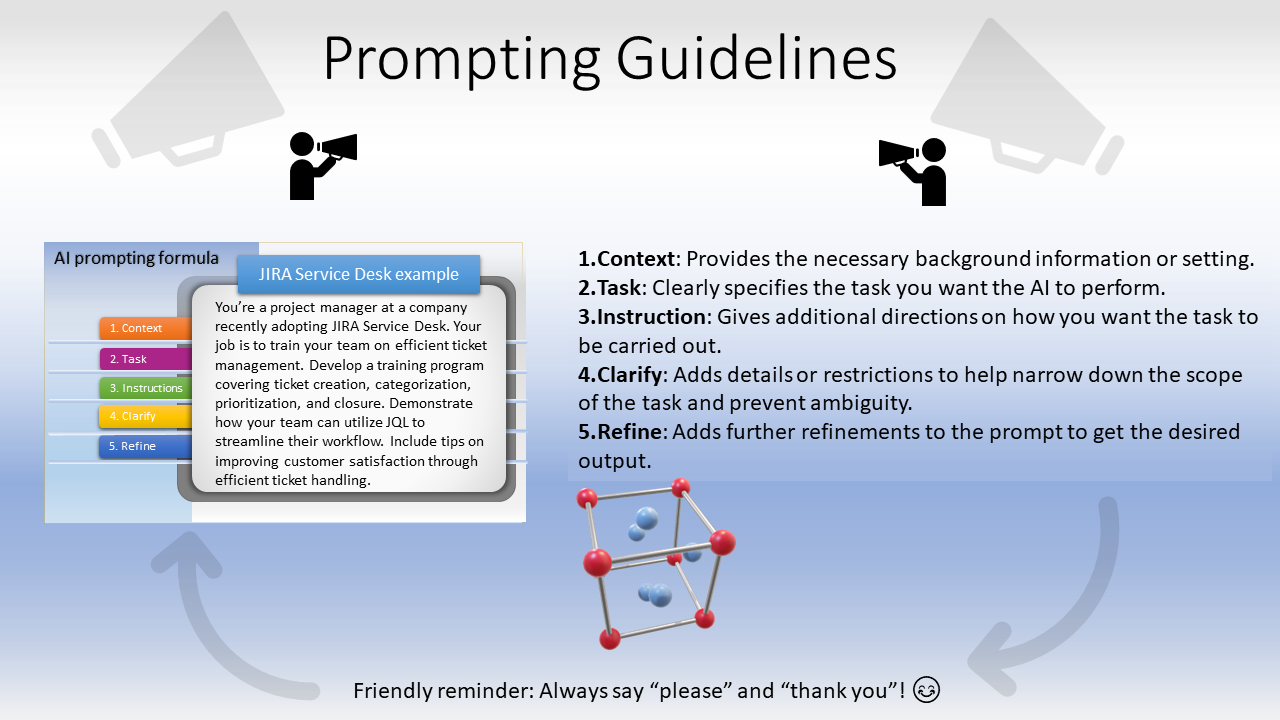 Prompting Guidelines
AI prompting formula
JIRA Service Desk example
1. Context
2. Task
3. Instructions
4. Clarify
5. Refine
You’re a project manager at a company
recently adopting JIRA Service Desk. Your
job is to train your team on efficient ticket
management. Develop a training program
covering ticket creation, categorization,
prioritization, and closure. Demonstrate
how your team can utilize JQL to
streamline their workflow. Include tips on
improving customer satisfaction through
efficient ticket handling.
1.Context: Provides the necessary background information or setting.
2.Task: Clearly specifies the task you want the AI to perform.
3.Instruction: Gives additional directions on how you want the task to
be carried out.
4.Clarify: Adds details or restrictions to help narrow down the scope
of the task and prevent ambiguity.
5.Refine: Adds further refinements to the prompt to get the desired
output.
Friendly reminder: Always say “please” and “thank you”! 😊